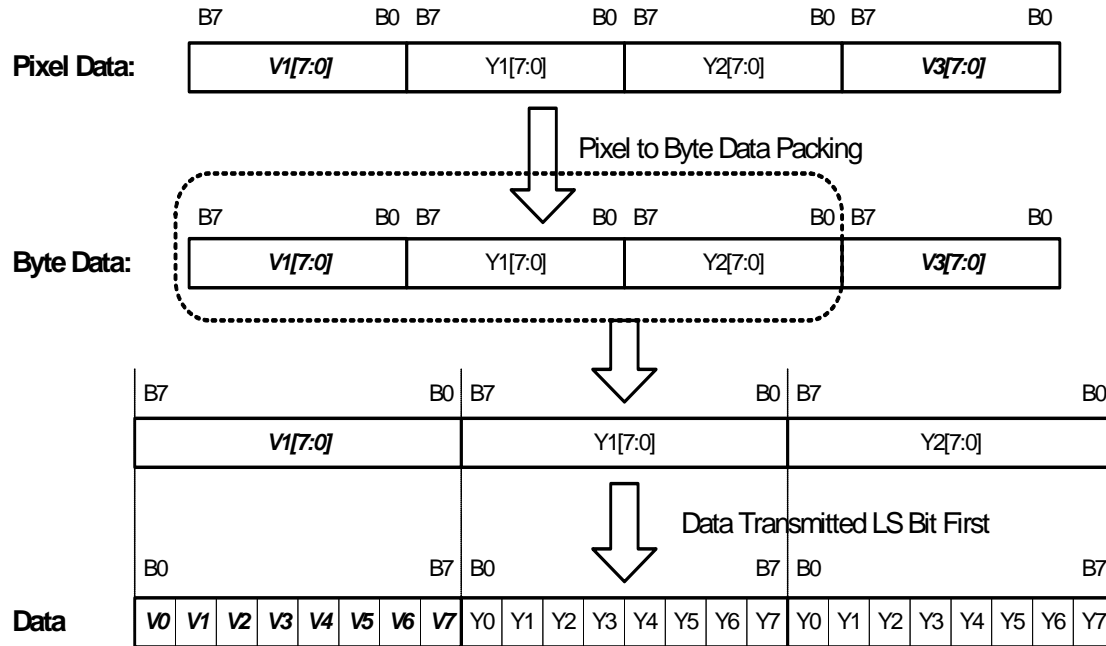 B7 B0 B7 B0 B7 B0 B7 B0
Pixel Data: V1[7:0] Y1[7:0] Y2[7:0] V3[7:0]
Pixel to Byte Data Packing
B7 B0 B7 B0 B7 B0 B7 B0
Byte Data: V1[7:0] Y1[7:0] Y2[7:0] V3[7:0]
B7 B0 B7 B0 B7 B0
V1[7:0] Y1[7:0] Y2[7:0]
Data Transmitted LS Bit First
B0 B7 B0 B7 B0 B7
Data V0 V1 V2 V3 V4 V5 V6 V7 Y0 Y1 Y2 Y3 Y4 Y5 Y6 Y7 Y0 Y1 Y2 Y3 Y4 Y5 Y6 Y7